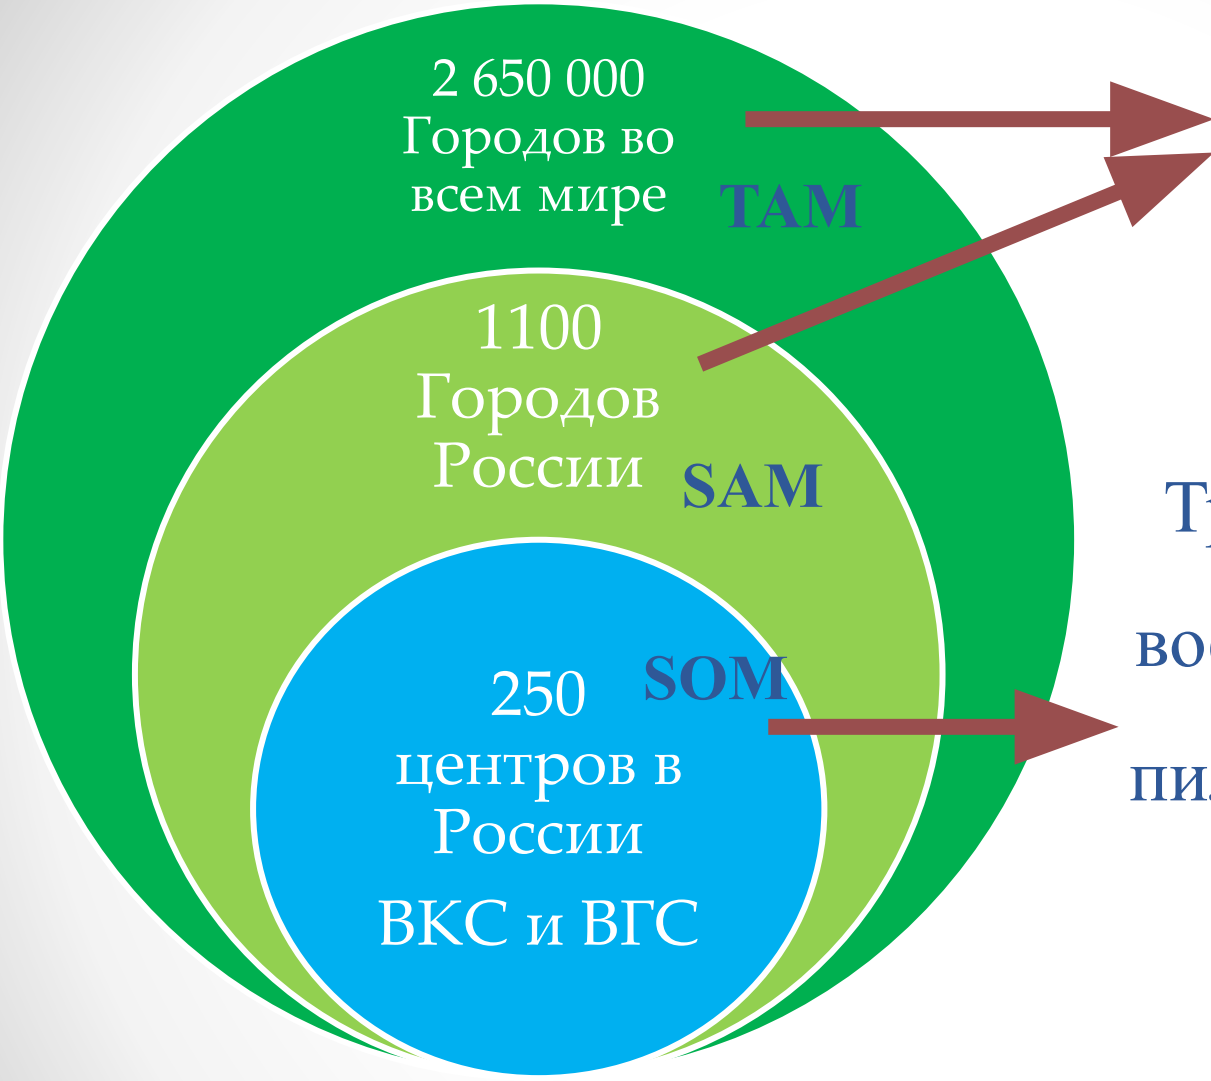 2 650 000
Городов во
всем мире
TAM
1100
Городов
России
SAM
SOM
250
центров в
России
ВКС и ВГС